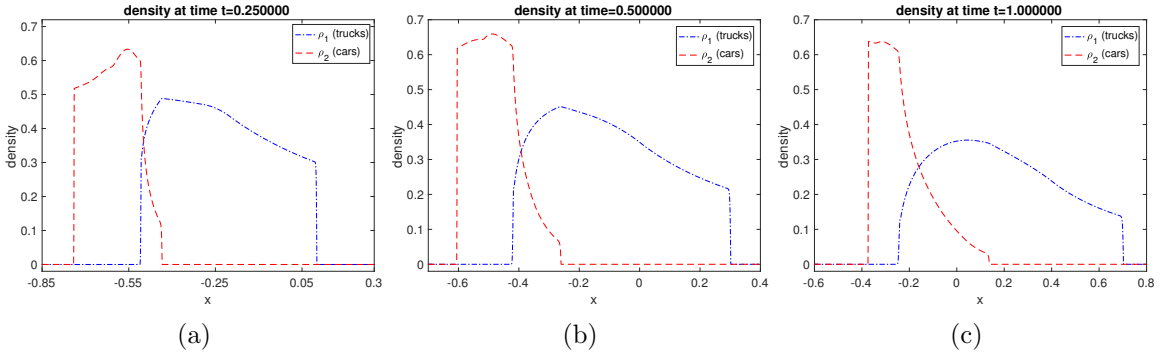 density at time t=0.250000
0.7
0.6
0.5
0.4
0.3
0.2
0.1
0
density
-0.85
-0.55
-0.25
0.05
0.3
x
ρ1 (trucks)
ρ2 (cars)
(a)
density at time=0.500000
0.7
0.6
0.5
0.4
0.3
0.2
0.1
0
density
-0.6
-0.4
-0.2
0
0.2
0.4
x
ρ1 (trucks)
ρ2 (cars)
(b)
density at time t=1.000000
0.7
0.6
0.5
0.4
0.3
0.2
0.1
0
density
-0.6
-0.4
-0.2
0
0.2
0.4
0.6
0.8
x
ρ1 (trucks)
ρ2 (cars)
(c)